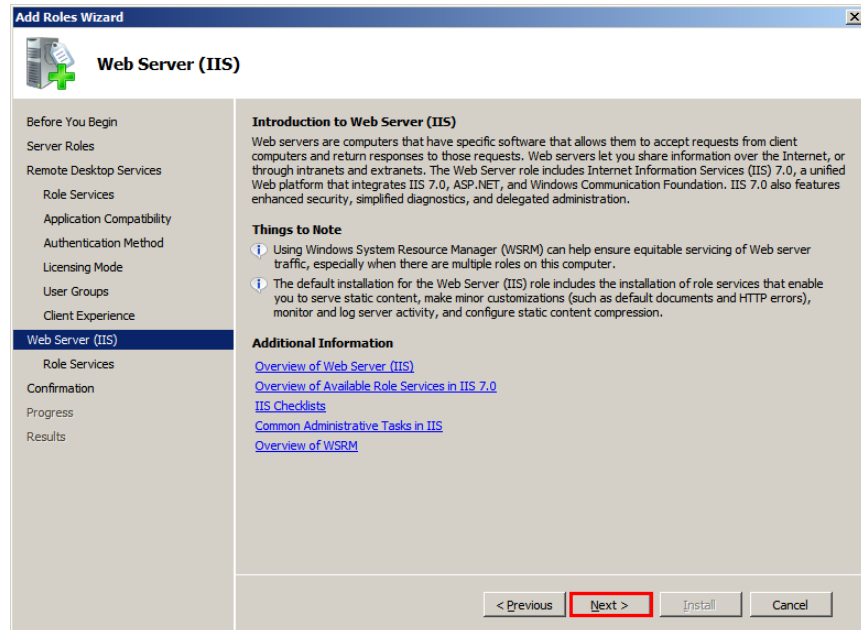 Add Roles Wizard
Web Server (IIS)
Before You Begin
Server Roles
Remote Desktop Services
Role Services
Application Compatibility
Authentication Method
Licensing Mode
User Groups
Client Experience
Web Server (IIS)
Role Services
Confirmation
Progress
Results
Introduction to Web Server (IIS)
Web servers are computers that have specific software that allows them to accept requests from client
computers and return responses to those requests. Web servers let you share information over the Internet, or
through intranets and extranets. The Web Server role includes Internet Information Services (IIS) 7.0, a unified
Web platform that integrates IIS 7.0, ASP.NET, and Windows Communication Foundation. IIS 7.0 also features
enhanced security, simplified diagnostics, and delegated administration.
Things to Note
Using Windows System Resource Manager (WSRM) can help ensure equitable servicing of Web server
traffic, especially when there are multiple roles on this computer.
The default installation for the Web Server (IIS) role includes the installation of role services that enable
you to serve static content, make minor customizations (such as default documents and HTTP errors),
monitor and log server activity, and configure static content compression.
Additional Information
Overview of Web Server (IIS)
Overview of Available Role Services in IIS 7.0
IIS Checklists
Common Administrative Tasks in IIS
Overview of WSRM
< Previous
Next >
Install
Cancel